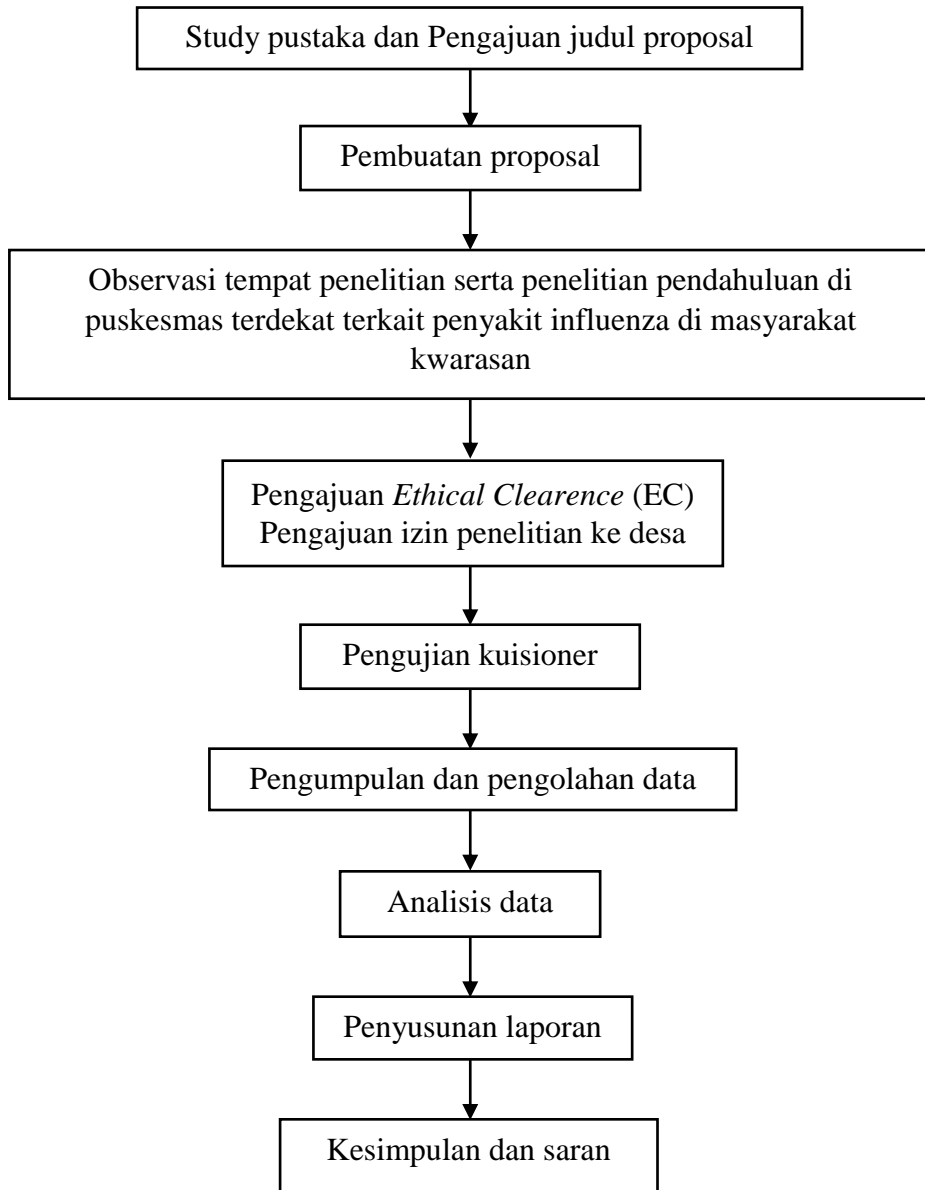 Study pustaka dan Pengajuan judul proposal
Pembuatan proposal
Observasi tempat penelitian serta penelitian pendahuluan di
puskesmas terdekat terkait penyakit influenza di masyarakat
kwarasan
Pengajuan Ethical Clearence (EC)
Pengajuan izin penelitian ke desa
Pengujian kuisioner
Pengumpulan dan pengolahan data
Analisis data
Penyusunan laporan
Kesimpulan dan saran